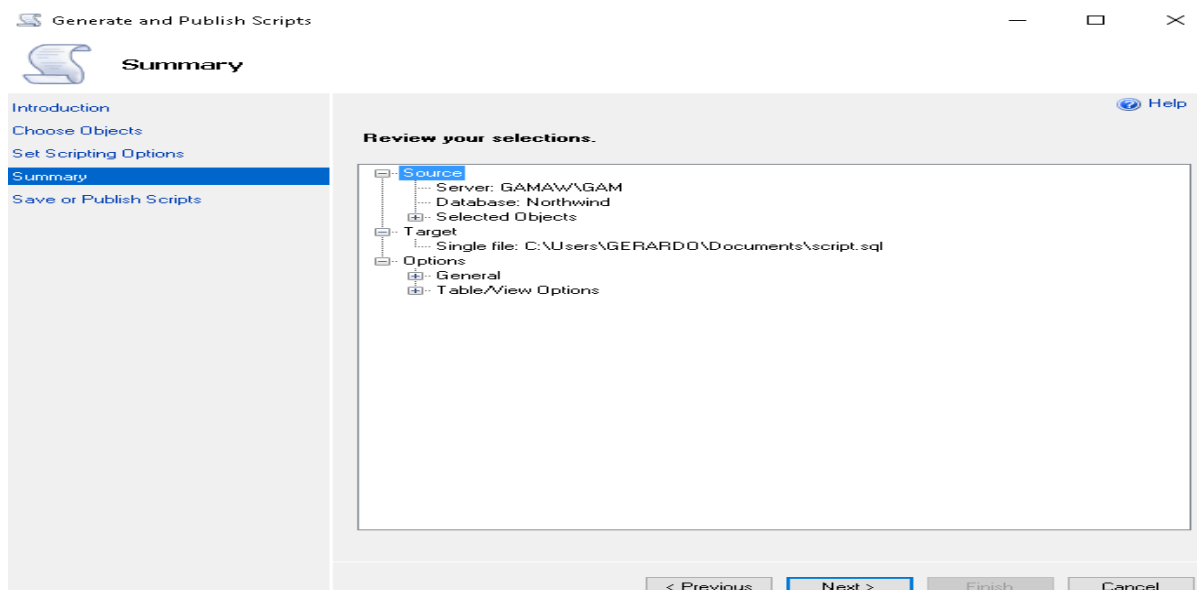 Generate and Publish Scripts
Summary
Help
Introduction
Choose Objects
Set Scripting Options
Summary
Save or Publish Scripts
Review your selections.
Source
Server: GAMAW\GAM
Database: Northwind
Selected Objects
Target
Single file: C:\Users\GERARDO\Documents\script.sql
Options
General
Table/View Options
< Previous
Next >
Finish
Cancel